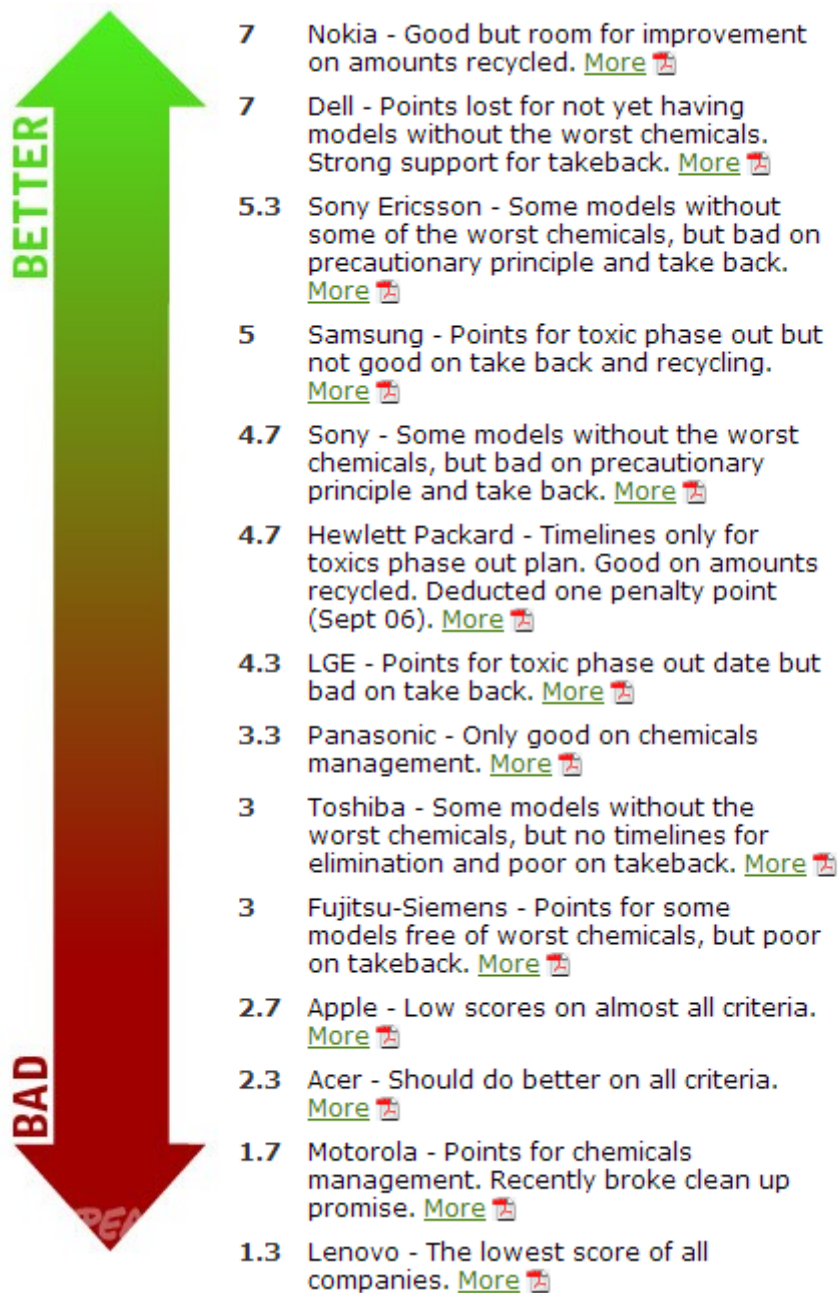 BETTER
7 Nokia - Good but room for improvement
on amounts recycled. More
7 Dell - Points lost for not yet having
models without the worst chemicals.
Strong support for takeback. More
5.3 Sony Ericsson - Some models without
some of the worst chemicals, but bad on
precautionary principle and take back.
More
5 Samsung - Points for toxic phase out but
not good on take back and recycling.
More
4.7 Sony - Some models without the worst
chemicals, but bad on precautionary
principle and take back. More
4.7 Hewlett Packard - Timelines only for
toxics phase out plan. Good on amounts
recycled. Deducted one penalty point
(Sept 06). More
4.3 LGE - Points for toxic phase out date but
bad on take back. More
3.3 Panasonic - Only good on chemicals
management. More
3 Toshiba - Some models without the
worst chemicals, but no timelines for
elimination and poor on takeback. More
3 Fujitsu-Siemens - Points for some
models free of worst chemicals, but poor
on takeback. More
BAD
2.7 Apple - Low scores on almost all criteria.
More
2.3 Acer - Should do better on all criteria.
More
1.7 Motorola - Points for chemicals
management. Recently broke clean up
promise. More
1.3 Lenovo - The lowest score of all
companies. More